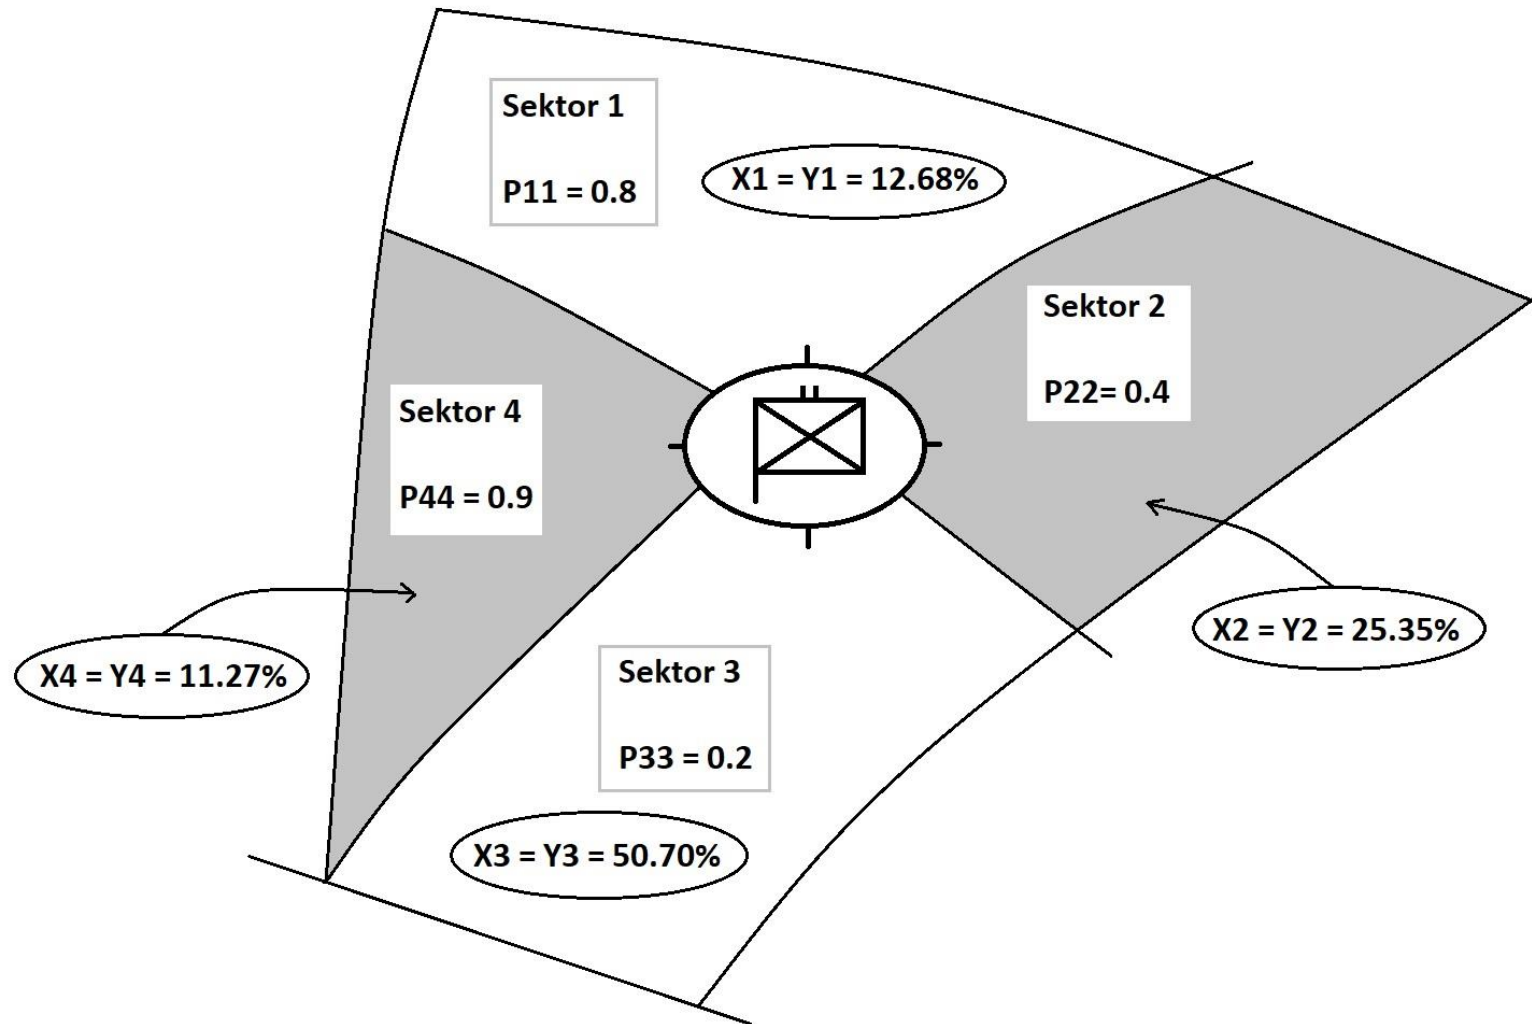 Sektor 1
P11 = 0.8
X1 = Y1 = 12.68%
Sektor 2
P22= 0.4
Sektor 4
P44 = 0.9
X2 = Y2 = 25.35%
X4 = Y4 = 11.27%
Sektor 3
P33 = 0.2
X3 = Y3 = 50.70%